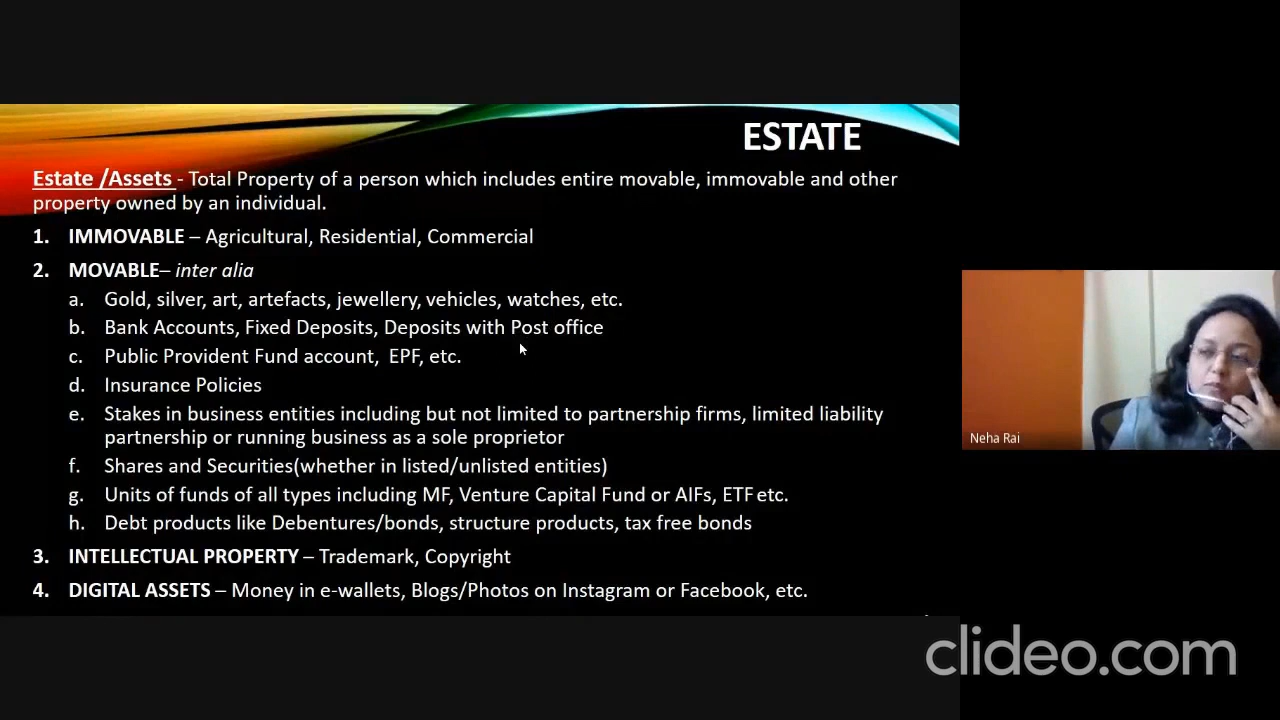 ESTATE
Estate /Assets - Total Property of a person which includes entire movable, immovable and other
property owned by an individual.
1. IMMOVABLE – Agricultural, Residential, Commercial
2. MOVABLE– inter alia
a. Gold, silver, art, artefacts, jewellery, vehicles, watches, etc.
b. Bank Accounts, Fixed Deposits, Deposits with Post office
c. Public Provident Fund account, EPF, etc.
d. Insurance Policies
e. Stakes in business entities including but not limited to partnership firms, limited liability
partnership or running business as a sole proprietor
f. Shares and Securities(whether in listed/unlisted entities)
g. Units of funds of all types including MF, Venture Capital Fund or AIFs, ETF etc.
h. Debt products like Debentures/bonds, structure products, tax free bonds
3. INTELLECTUAL PROPERTY – Trademark, Copyright
4. DIGITAL ASSETS – Money in e-wallets, Blogs/Photos on Instagram or Facebook, etc.
Neha Rai
clideo.com